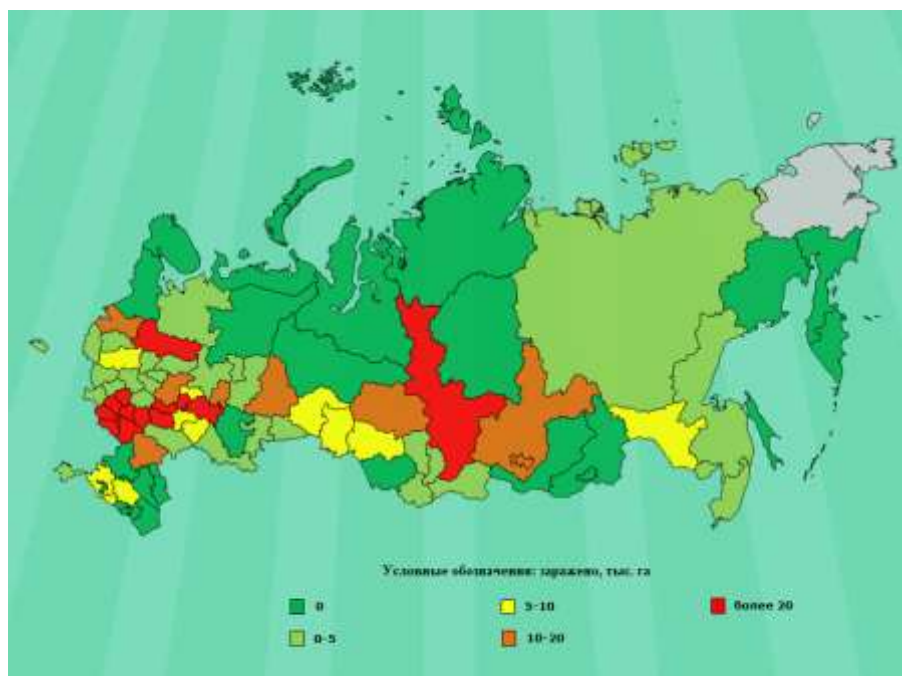 Условные обозначения: заражено, тыс. га
0
5-10
более 20
0-5
10-20